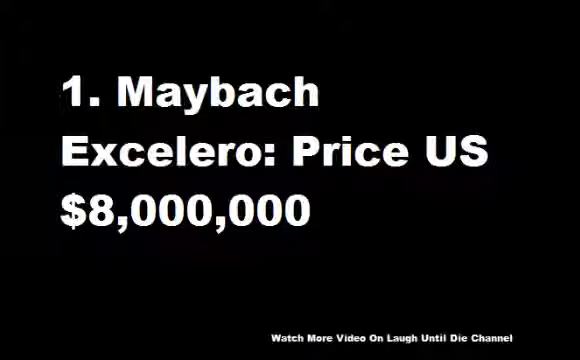 1. Maybach
Excelero: Price US
$8,000,000
Watch More Video On Laugh Until Die Channel